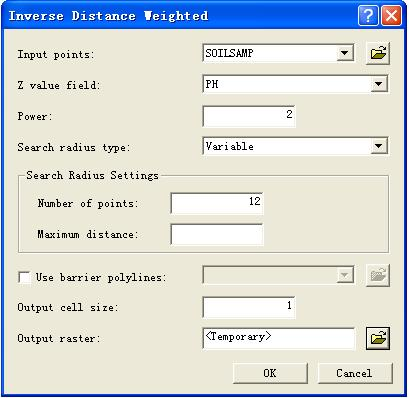 Inverse Distance Weighted
Input points: SOILSAMP
Z value field: PH
Power: 2
Search radius type: Variable
Search Radius Settings
Number of points: 12
Maximum distance:
Use barrier polylines:
Output cell size: 1
Output raster: <Temporary>
OK Cancel